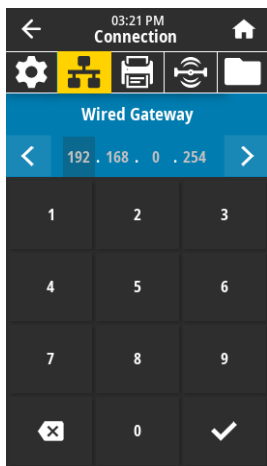 03:21 PM
Connection
Wired Gateway
192 . 168 . 0 . 254
1 2 3
4 5 6
7 8 9
0